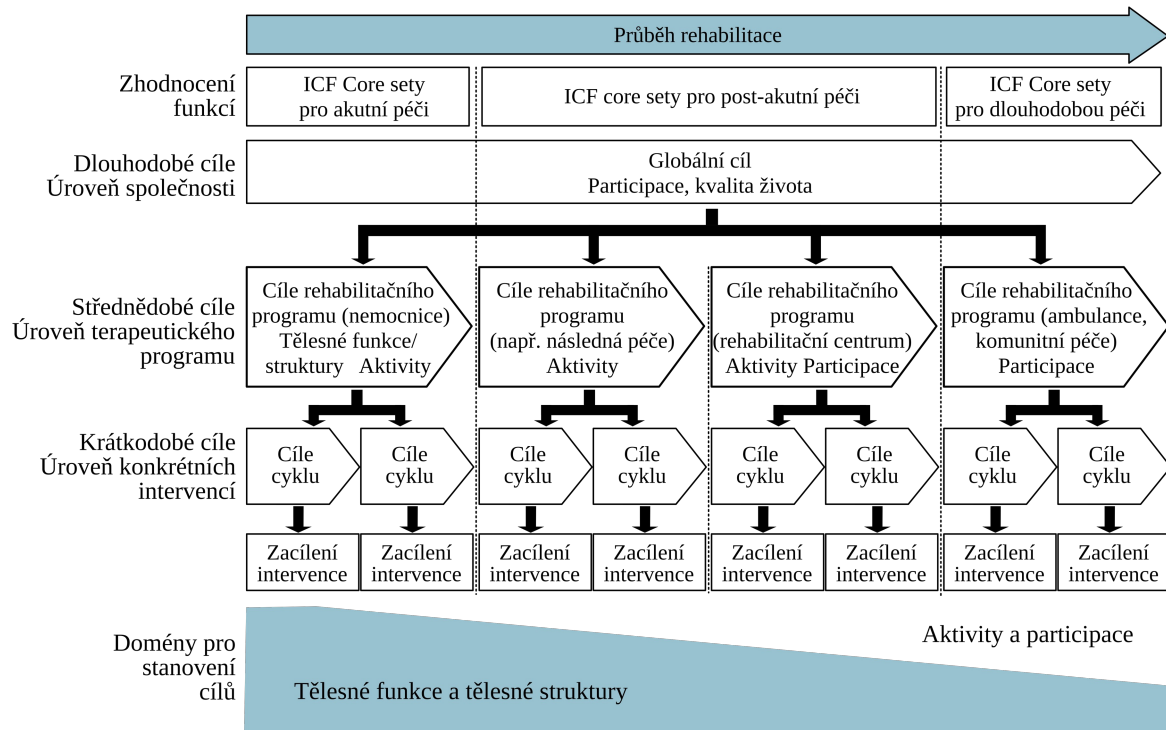 Průběh rehabilitace
Zhodnocení
funkcí
ICF Core sety
pro akutní péči
ICF core sety pro post-akutní péči
ICF Core sety
pro dlouhodobou péči
Dlouhodobé cíle
Úroveň společnosti
Globální cíl
Participace, kvalita života
Střednědobé cíle
Úroveň terapeutického
programu
Cíle rehabilitačního
programu (nemocnice)
Tělesné funkce/
struktury Aktivity
Cíle rehabilitačního
programu
(např. následná péče)
Aktivity
Cíle rehabilitačního
programu
(rehabilitační centrum)
Aktivity Participace
Cíle rehabilitačního
programu (ambulance,
komunitní péče)
Participace
Krátkodobé cíle
Úroveň konkrétních
intervencí
Cíle
cyklu
Cíle
cyklu
Cíle
cyklu
Cíle
cyklu
Cíle
cyklu
Cíle
cyklu
Cíle
cyklu
Cíle
cyklu
Zacílení
intervence
Zacílení
intervence
Zacílení
intervence
Zacílení
intervence
Zacílení
intervence
Zacílení
intervence
Zacílení
intervence
Zacílení
intervence
Domény pro
stanovení
cílů
Aktivity a participace
Tělesné funkce a tělesné struktury